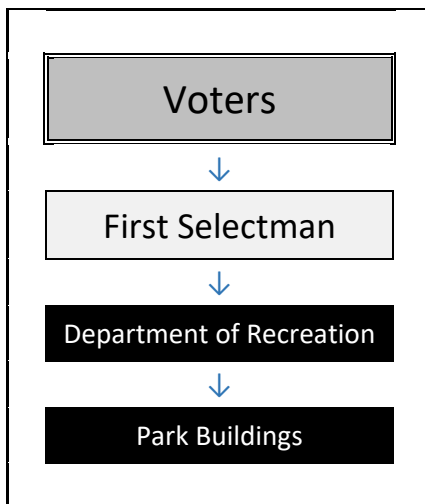 Voters
↓
First Selectman
↓
Department of Recreation
↓
Park Buildings